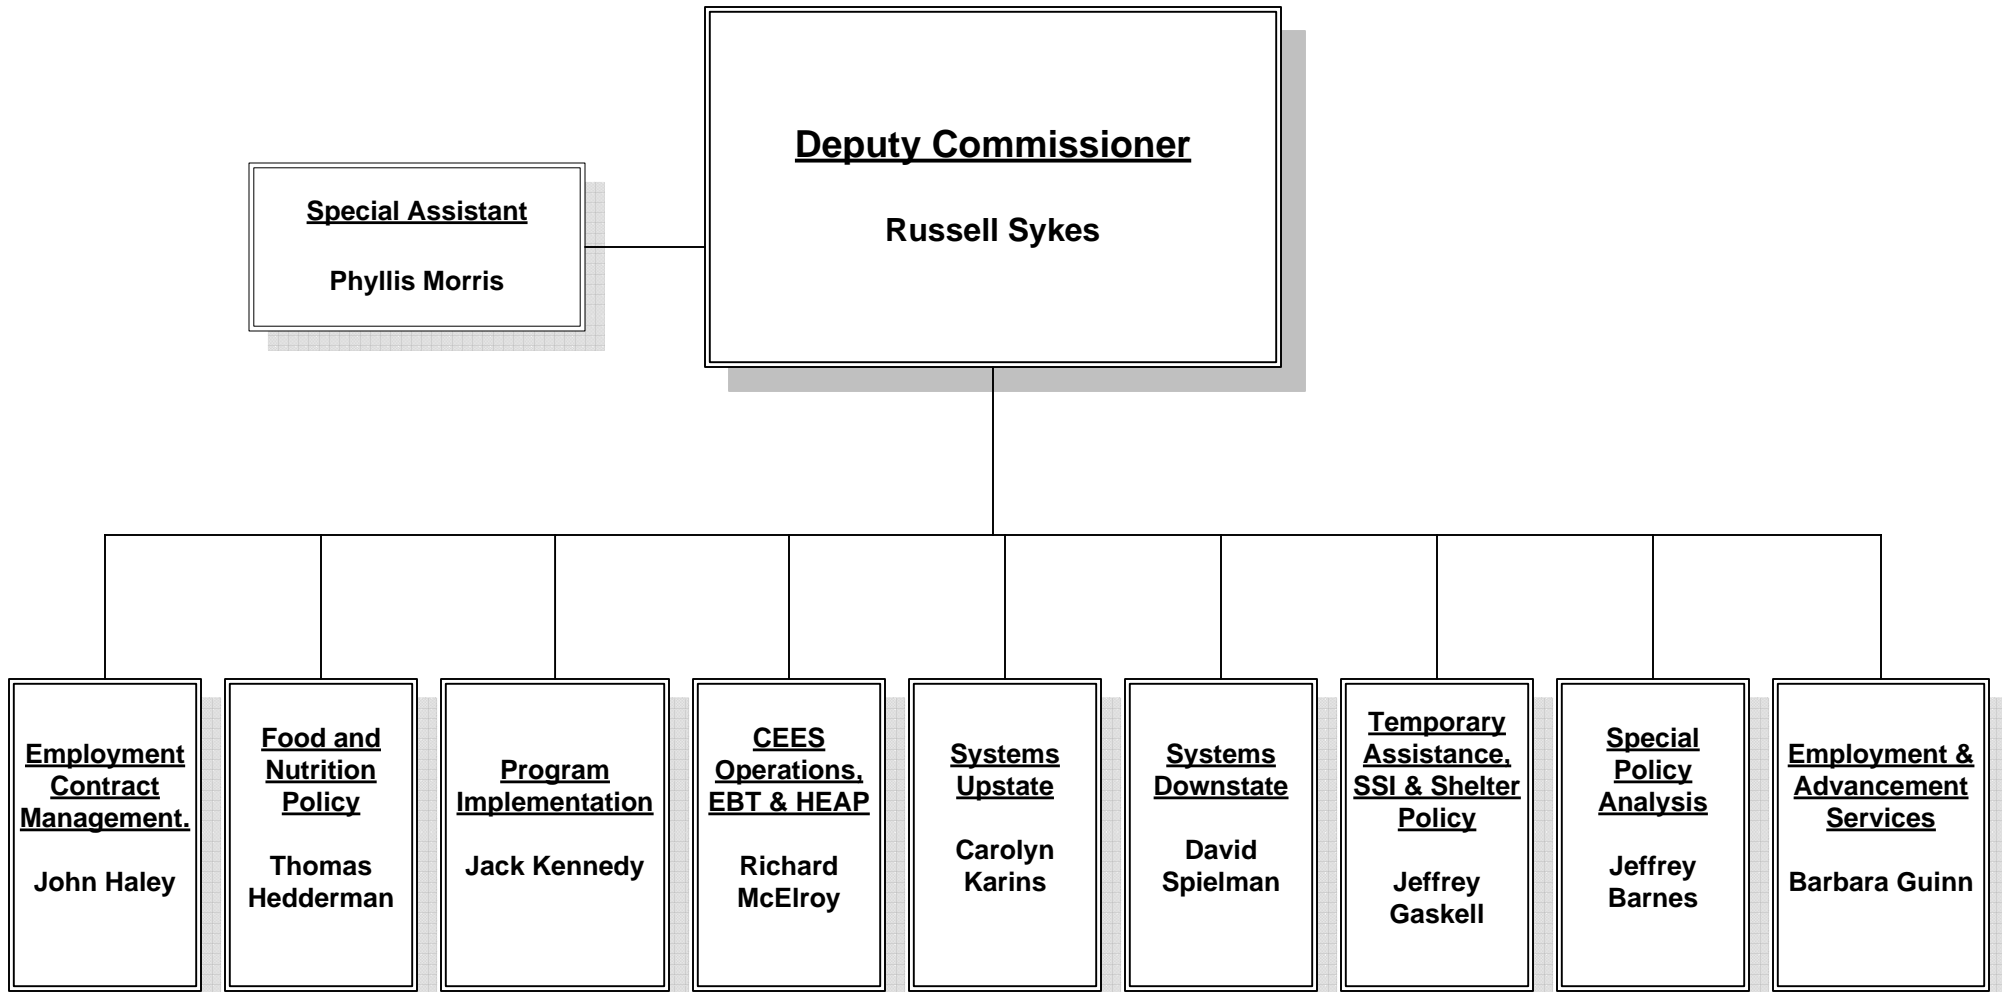 Deputy Commissioner
Russell Sykes
Special Assistant
Phyllis Morris
Employment
Contract
Management.
John Haley
Food and
Nutrition
Policy
Thomas
Hedderman
Program
Implementation
Jack Kennedy
CEES
Operations,
EBT & HEAP
Richard
McElroy
Systems
Upstate
Carolyn
Karins
Systems
Downstate
David
Spielman
Temporary
Assistance,
SSI & Shelter
Policy
Jeffrey
Gaskell
Special
Policy
Analysis
Jeffrey
Barnes
Employment &
Advancement
Services
Barbara Guinn